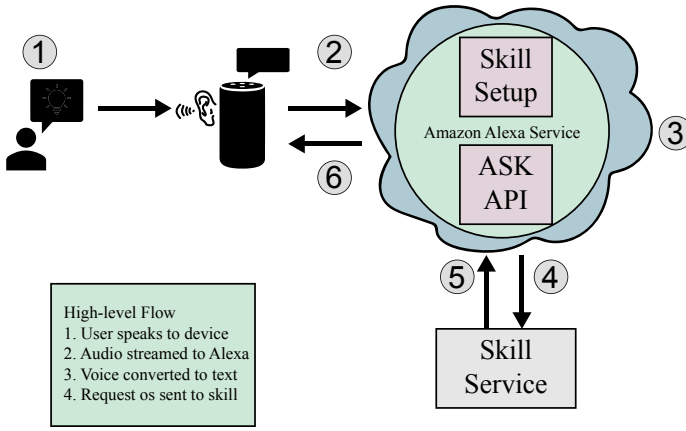 1
2
Skill
Setup
Amazon Alexa Service
3
ASK
API
6
5
4
High-level Flow
1. User speaks to device
2. Audio streamed to Alexa
3. Voice converted to text
4. Request os sent to skill
Skill
Service